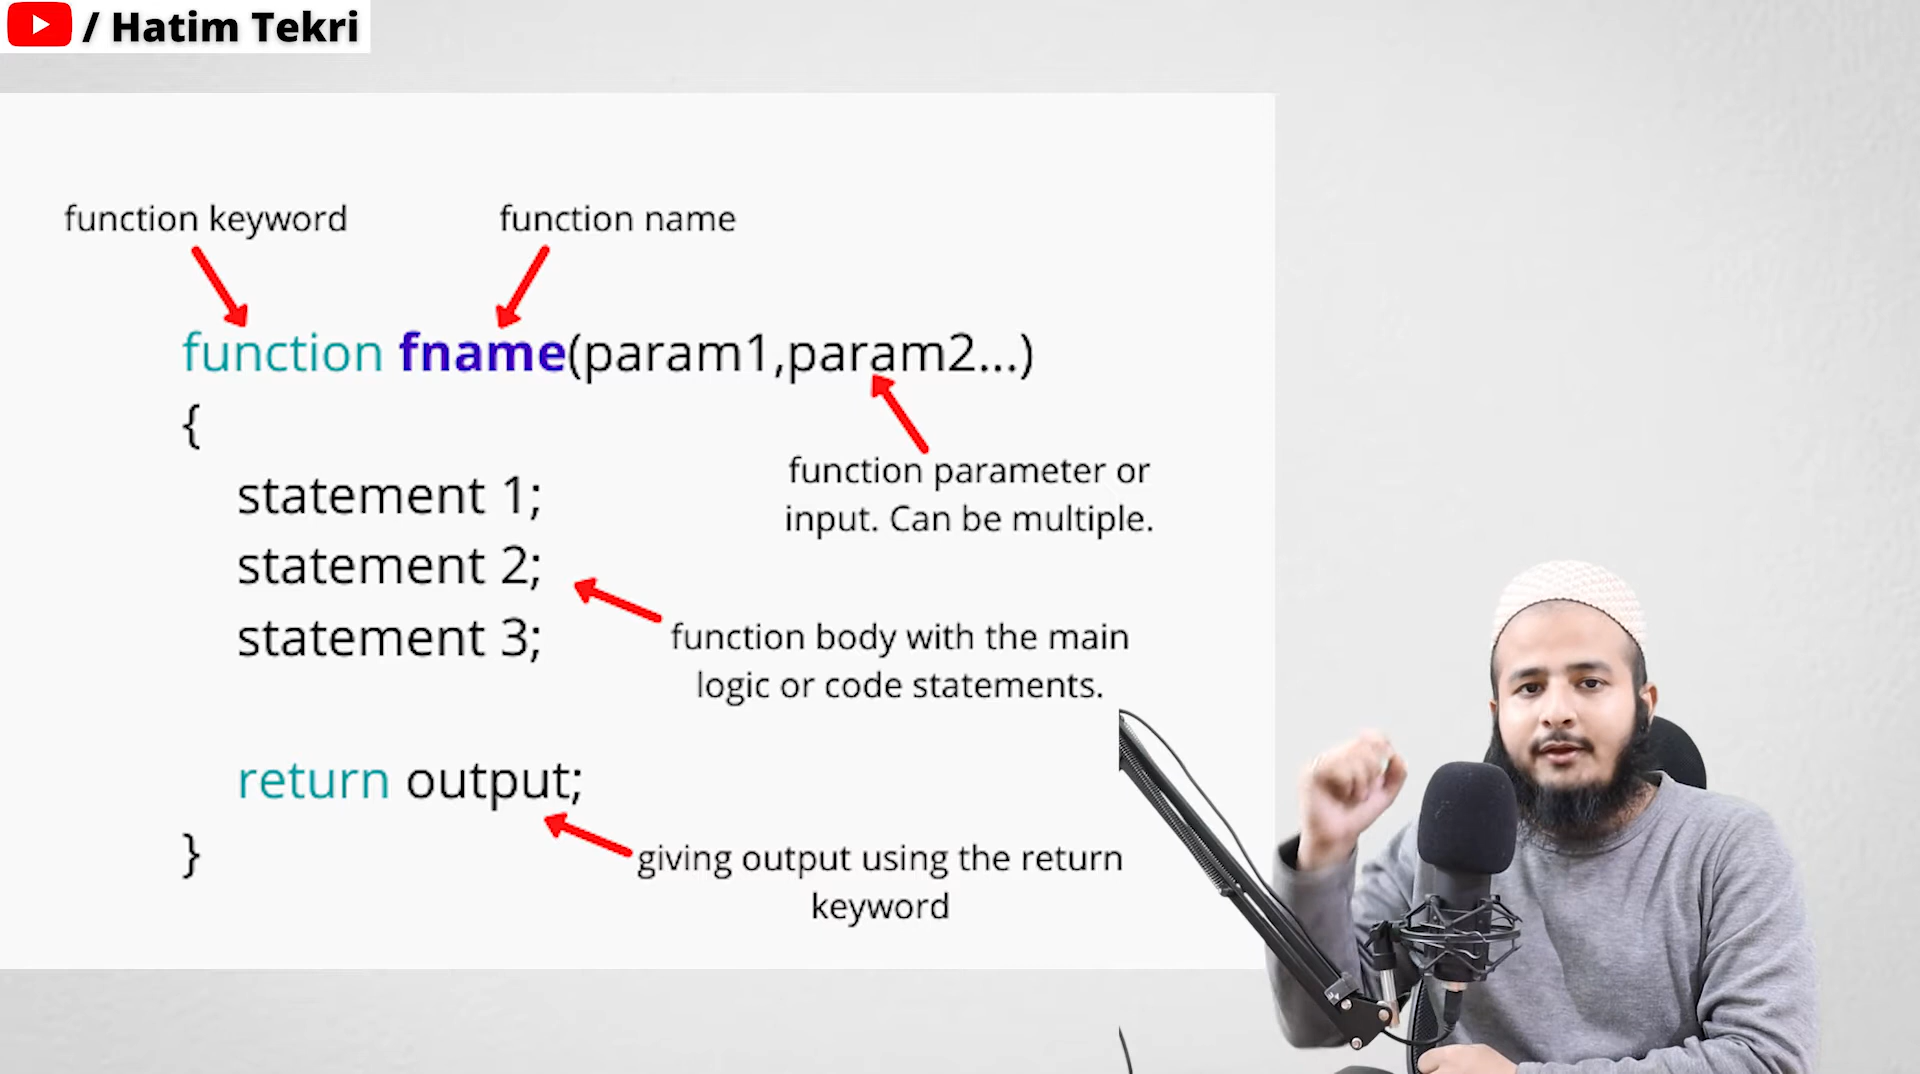 / Hatim Tekri
function keyword
function name
function fname(param1,param2...)
{
function parameter or
input. Can be multiple.
statement 1;
statement 2;
statement 3;
function body with the main
logic or code statements.
return output;
}
giving output using the return
keyword